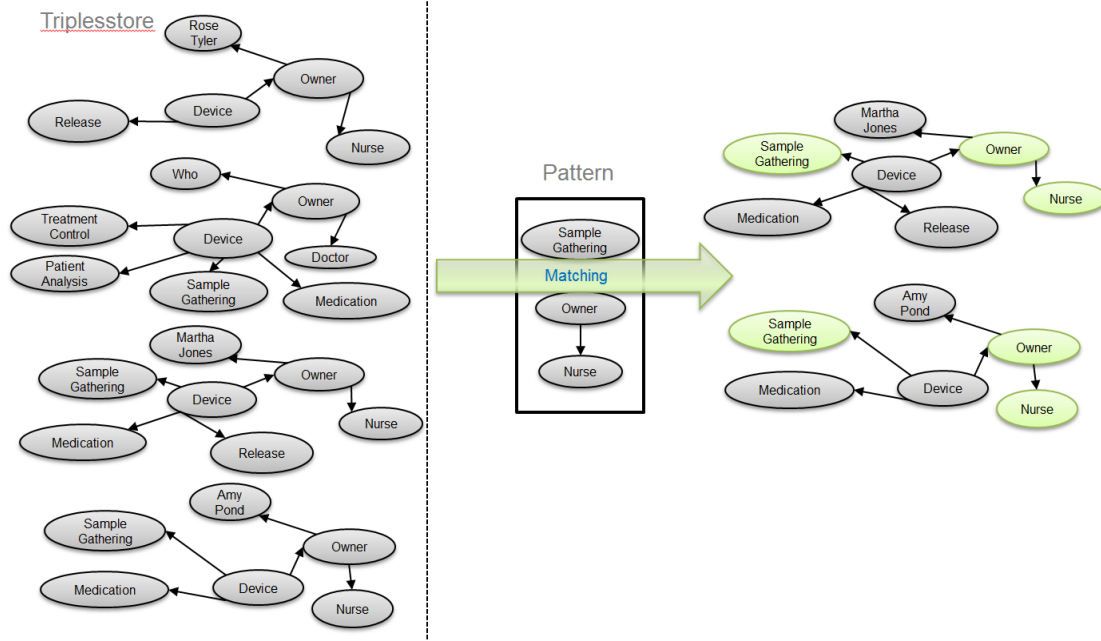 Triplesstore
Rose
Tyler
Owner
Device
Release
Nurse
Who
Owner
Treatment
Control
Device
Doctor
Patient
Analysis
Sample
Gathering
Medication
Martha
Jones
Sample
Gathering
Owner
Device
Nurse
Medication
Release
Amy
Pond
Sample
Gathering
Owner
Device
Medication
Nurse
Pattern
Sample
Gathering
Matching
Owner
Nurse
Martha
Jones
Sample
Gathering
Owner
Device
Nurse
Medication
Release
Amy
Pond
Sample
Gathering
Owner
Device
Medication
Nurse